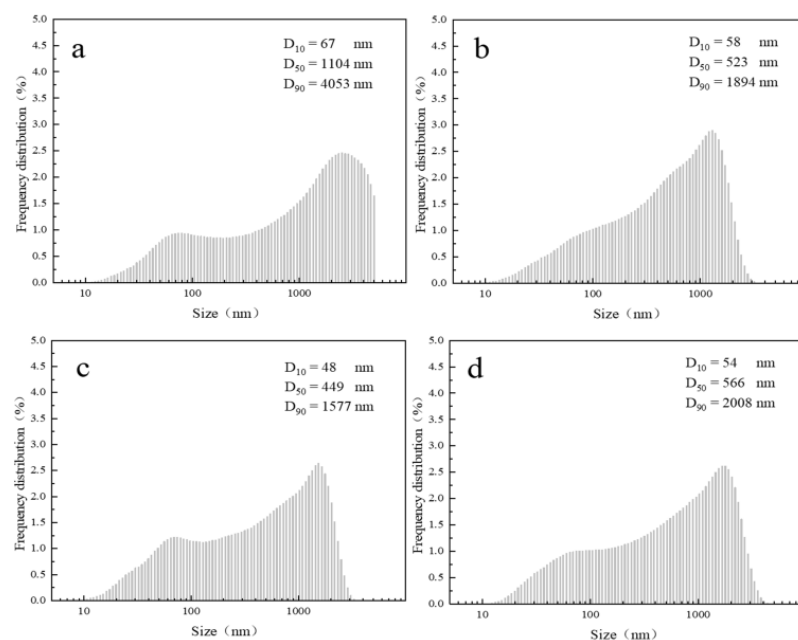 a
D10 = 67 nm
D50 = 1104 nm
D90 = 4053 nm
Frequency distribution（%）
5.0
4.5
4.0
3.5
3.0
2.5
2.0
1.5
1.0
0.5
0.0
10 100 1000
Size（nm）
b
D10 = 58 nm
D50 = 523 nm
D90 = 1894 nm
Frequency distribution（%）
5.0
4.5
4.0
3.5
3.0
2.5
2.0
1.5
1.0
0.5
0.0
10 100 1000
Size（nm）
c
D10 = 48 nm
D50 = 449 nm
D90 = 1577 nm
Frequency distribution（%）
5.0
4.5
4.0
3.5
3.0
2.5
2.0
1.5
1.0
0.5
0.0
10 100 1000
Size（nm）
d
D10 = 54 nm
D50 = 566 nm
D90 = 2008 nm
Frequency distribution（%）
5.0
4.5
4.0
3.5
3.0
2.5
2.0
1.5
1.0
0.5
0.0
10 100 1000
Size（nm）